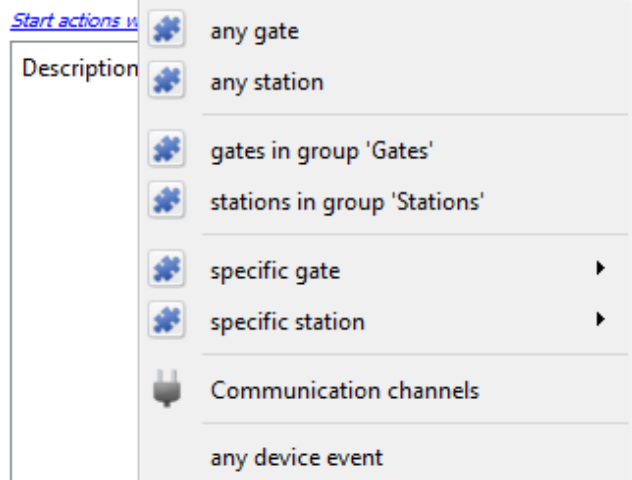 Start actions w
Description
any gate
any station
gates in group 'Gates'
stations in group 'Stations'
specific gate
specific station
Communication channels
any device event